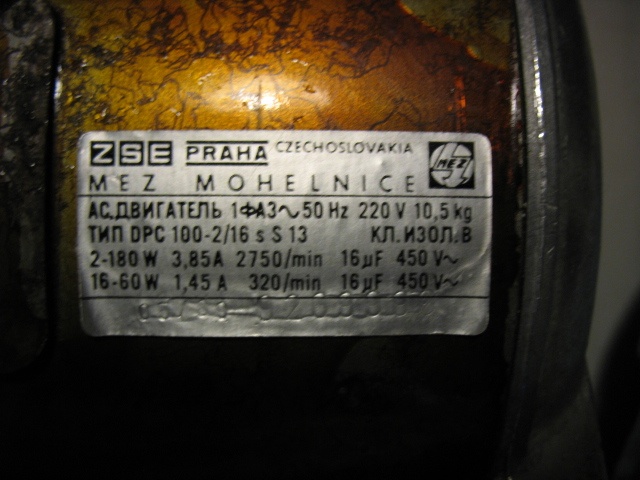 ZSE PRAHA CZECHOSLOVAKIA MEZ
MEZ MOHELNICE
АС.ДВИГАТЕЛЬ 1ФАЗ~50 Hz 220 V 10,5 kg
ТИП DPC 100-2/16 s S 13 КЛ.ИЗОЛ.В
2-180 W 3,85A 2750/min 16µF 450 V~
16-60 W 1,45 A 320/min 16µF 450 V~